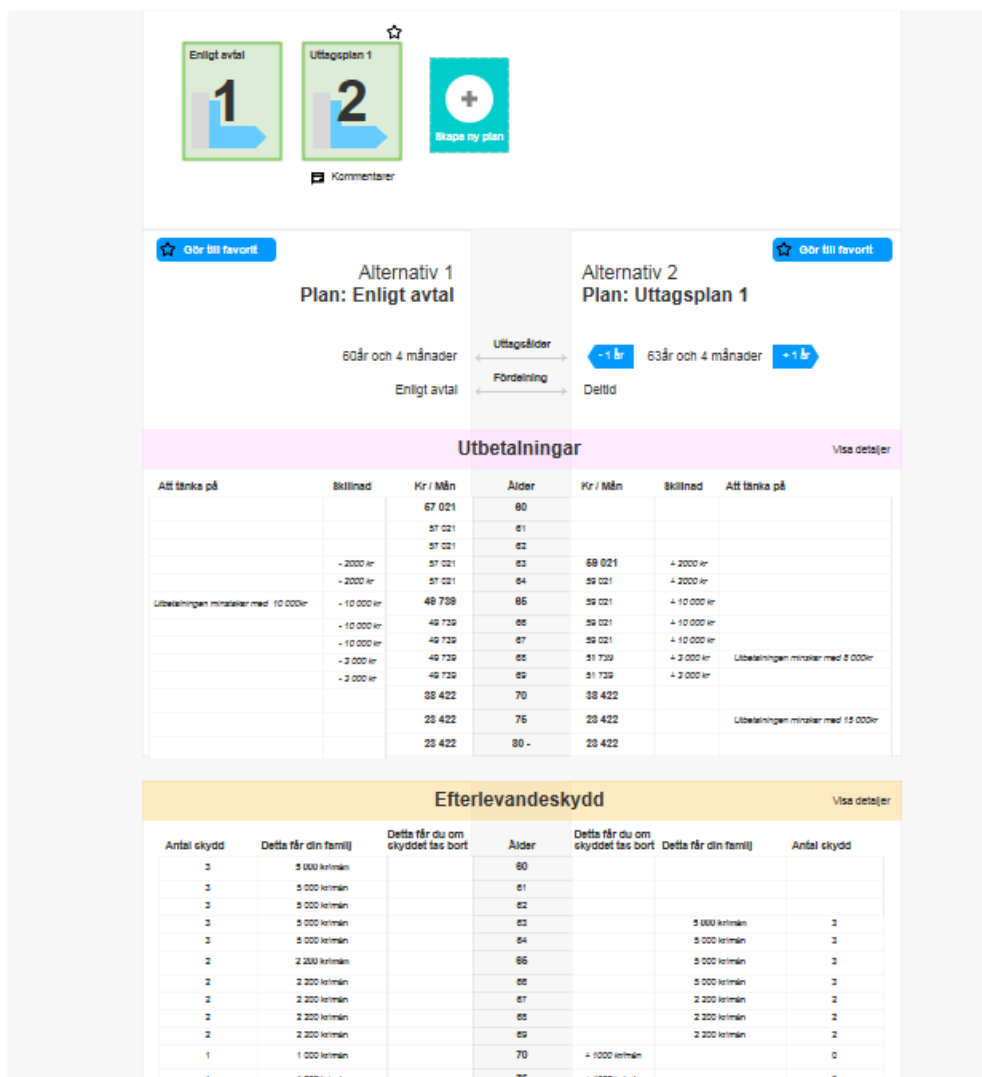 Enligt avtal
1
Uttagsplan 1
2
Skapa ny plan
Kommentarer
Gör till favorit
Gör till favorit
Alternativ 1
Plan: Enligt avtal
Alternativ 2
Plan: Uttagsplan 1
60år och 4 månader
Uttagsålder
- 1 år
63år och 4 månader
+ 1 år
Enligt avtal
Fördelning
Deltid
Utbetalningar
Visa detaljer
Att tänka på Skillnad Kr / Mån Ålder Kr / Mån Skillnad Att tänka på
57 021 60
57 021 61
57 021 62
- 2000 kr 57 021 63 59 021 + 2000 kr
- 2000 kr 57 021 64 59 021 + 2000 kr
Utbetalningen minskar med 10 000kr - 10 000 kr 49 739 65 59 021 + 10 000 kr
- 10 000 kr 49 739 66 59 021 + 10 000 kr
- 10 000 kr 49 739 67 59 021 + 10 000 kr
- 3 000 kr 49 739 68 51 739 + 3 000 kr Utbetalningen minskar med 8 000kr
- 3 000 kr 49 739 69 51 739 + 3 000 kr
38 422 70 38 422
23 422 75 23 422 Utbetalningen minskar med 15 000kr
23 422 80 - 23 422
Efterlevandeskydd
Visa detaljer
Antal skydd Detta får din familj Detta får du om skyddet tas bort Ålder Detta får du om skyddet tas bort Detta får din familj Antal skydd
3 5 000 kr/mån 60
3 5 000 kr/mån 61
3 5 000 kr/mån 62
3 5 000 kr/mån 63 5 000 kr/mån 3
3 5 000 kr/mån 64 5 000 kr/mån 3
2 2 200 kr/mån 65 5 000 kr/mån 3
2 2 200 kr/mån 66 5 000 kr/mån 3
2 2 200 kr/mån 67 2 200 kr/mån 2
2 2 200 kr/mån 68 2 200 kr/mån 2
2 2 200 kr/mån 69 2 200 kr/mån 2
1 1 000 kr/mån 70 + 1000 kr/mån 0